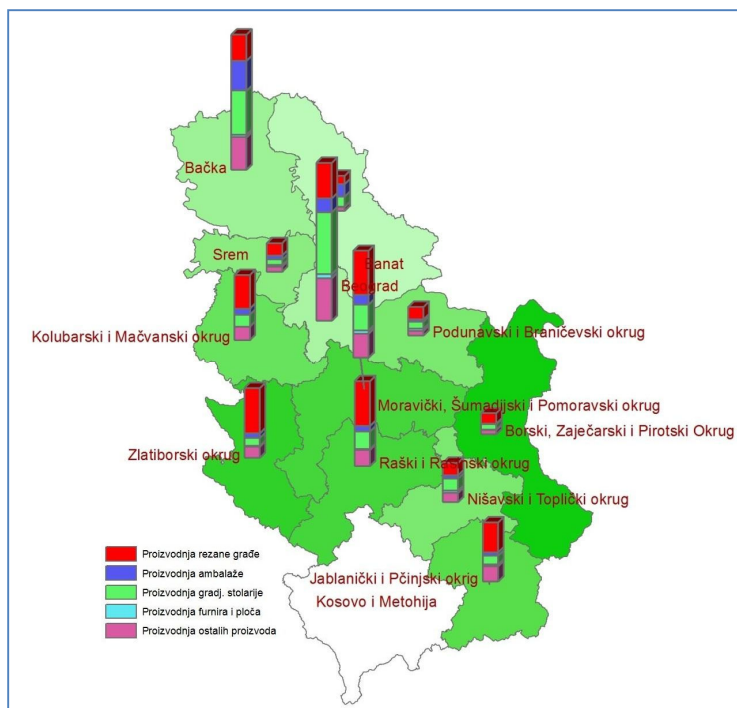 Bačka
Srem
Banat
Beograd
Kolubarski i Mačvanski okrug
Podunavski i Braničevski okrug
Moravički, Šumadijski i Pomoravski okrug
Borski, Zaječarski i Pirotski Okrug
Zlatiborski okrug
Raški i Rasinski okrug
Nišavski i Toplički okrug
Jablanički i Pčinjski okrig
Kosovo i Metohija
Proizvodnja rezane građe
Proizvodnja ambalaže
Proizvodnja gradj. stolarije
Proizvodnja furnira i ploča
Proizvodnja ostalih proizvoda